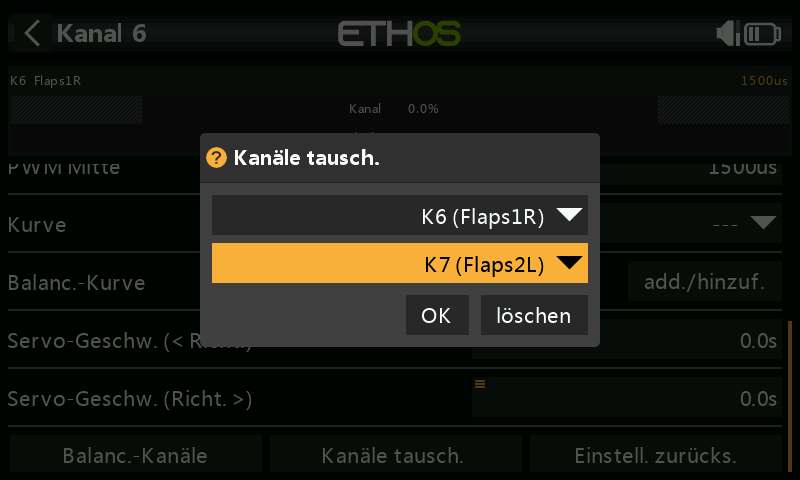 Kanal 6
ETHOS
K6 Flaps1R
1500us
Kanal 0.0%
Kanäle tausch.
PWM Mitte
1500us
K6 (Flaps1R)
Kurve
---
K7 (Flaps2L)
Balanc.-Kurve
add./hinzuf.
OK
löschen
Servo-Geschw. (< Richt.)
0.0s
Servo-Geschw. (Richt. >)
0.0s
Balanc.-Kanäle
Kanäle tausch.
Einstell. zurücks.